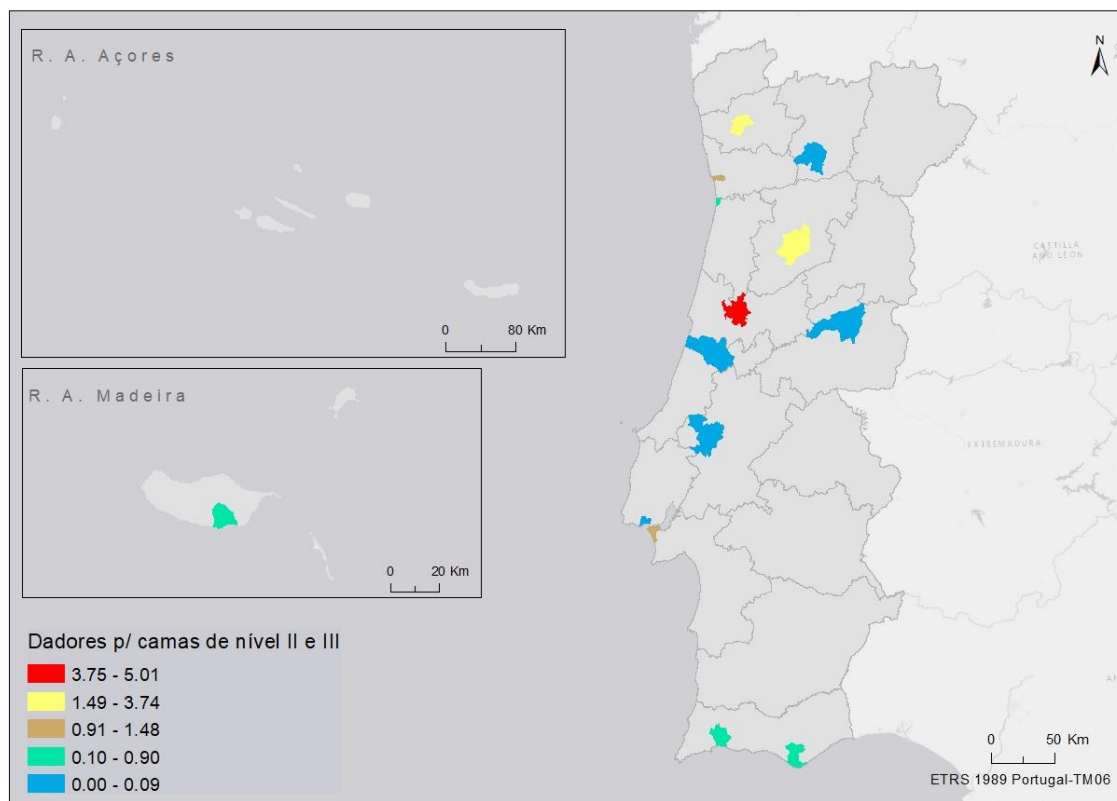 R. A. Açores
0 80 Km
R. A. Madeira
0 20 Km
N
CASTILLA
AND LEON
EXTREMADURA
Dadores p/ camas de nível II e III
3.75 - 5.01
1.49 - 3.74
0.91 - 1.48
0.10 - 0.90
0.00 - 0.09
0 50 Km
ETRS 1989 Portugal-TM06